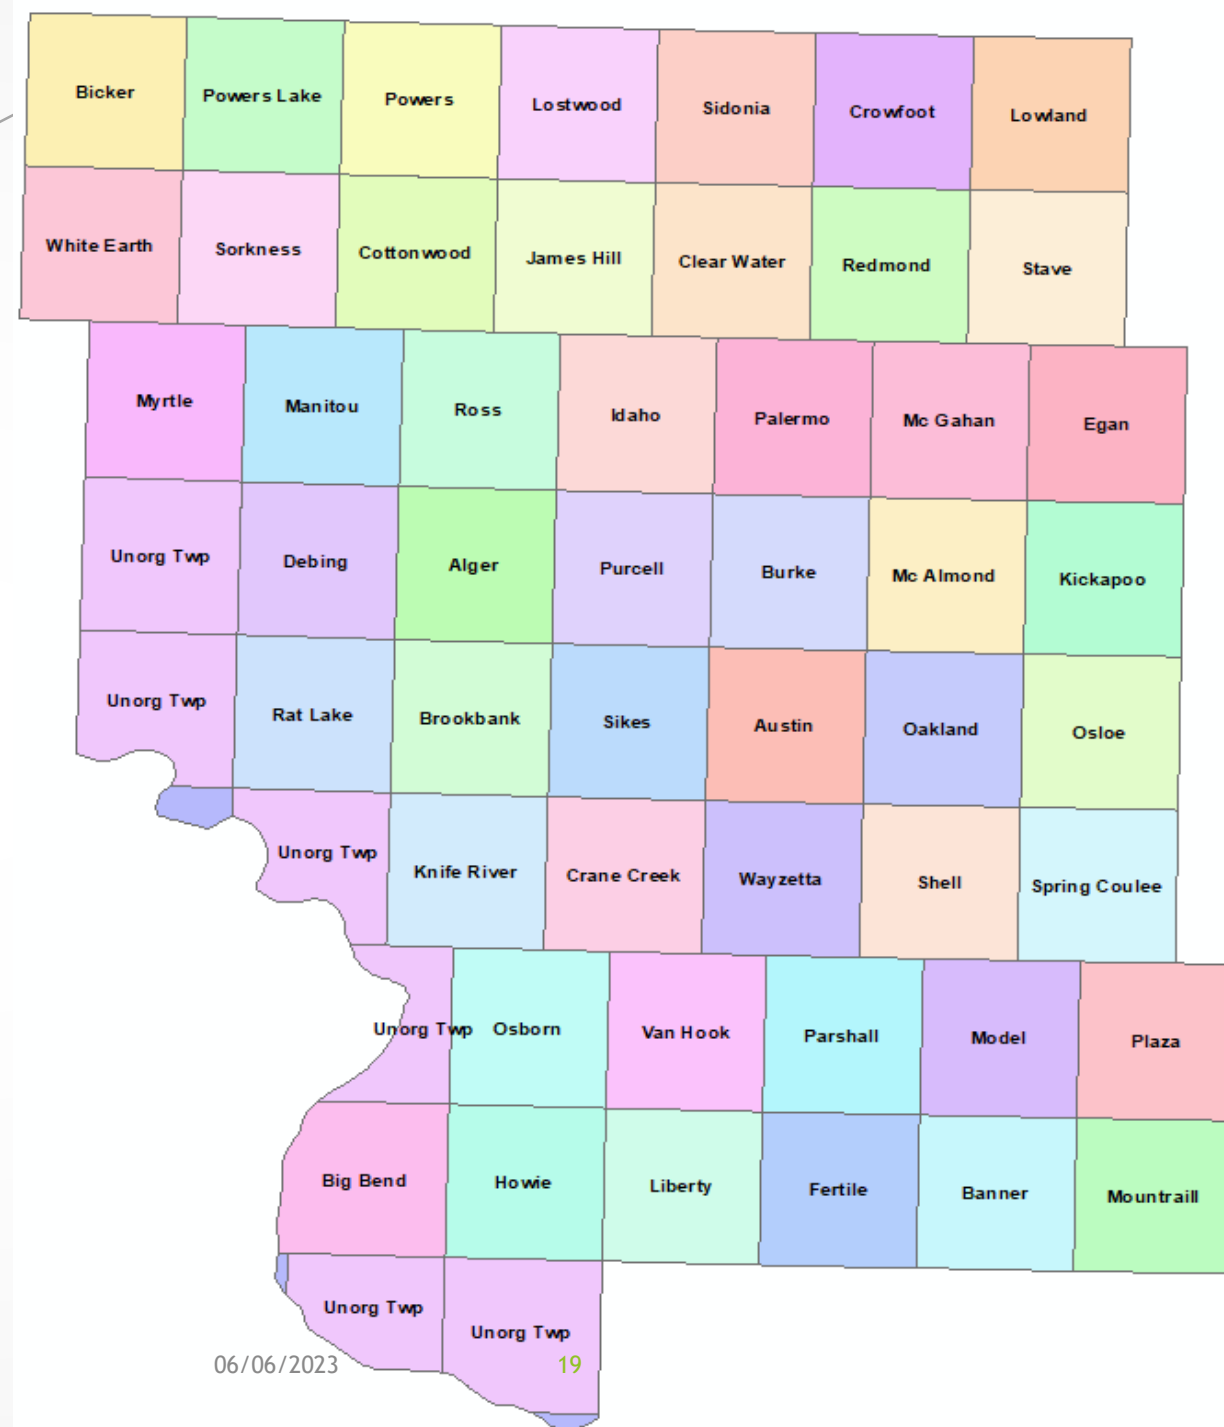 Bicker
Powers Lake
Powers
Lostwood
Sidonia
Crowfoot
Lowland
White Earth
Sorkness
Cottonwood
James Hill
Clear Water
Redmond
Stave
Myrtle
Manitou
Ross
Idaho
Palermo
Mc Gahan
Egan
Unorg Twp
Debing
Alger
Purcell
Burke
Mc Almond
Kickapoo
Unorg Twp
Rat Lake
Brookbank
Sikes
Austin
Oakland
Osloe
Unorg Twp
Knife River
Crane Creek
Wayzetta
Shell
Spring Coulee
Unorg Twp
Osborn
Van Hook
Parshall
Model
Plaza
Big Bend
Howie
Liberty
Fertile
Banner
Mountraill
Unorg Twp
Unorg Twp
06/06/2023
19